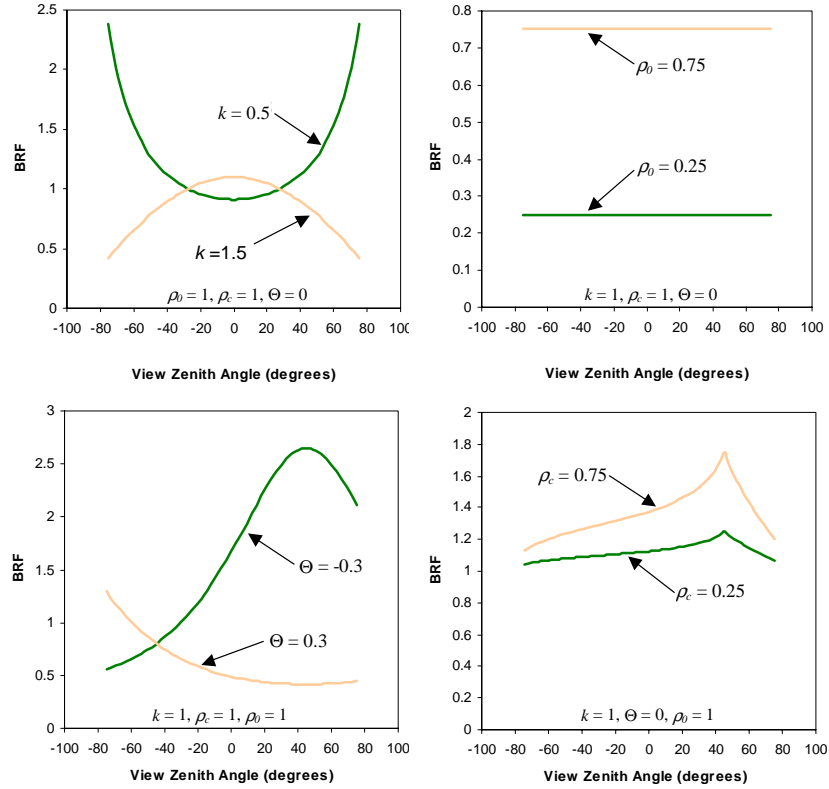 2.5
2
1.5
1
0.5
0
BRF
k = 0.5
k =1.5
ρ0 = 1, ρc = 1, Θ = 0
-100 -80 -60 -40 -20 0 20 40 60 80 100
View Zenith Angle (degrees)
0.8
0.7
0.6
0.5
0.4
0.3
0.2
0.1
0
BRF
ρ0 = 0.75
ρ0 = 0.25
k = 1, ρc = 1, Θ = 0
-100 -80 -60 -40 -20 0 20 40 60 80 100
View Zenith Angle (degrees)
3
2.5
2
1.5
1
0.5
0
BRF
Θ = -0.3
Θ = 0.3
k = 1, ρc = 1, ρ0 = 1
-100 -80 -60 -40 -20 0 20 40 60 80 100
View Zenith Angle (degrees)
2
1.8
1.6
1.4
1.2
1
0.8
0.6
0.4
0.2
0
BRF
ρc = 0.75
ρc = 0.25
k = 1, Θ = 0, ρ0 = 1
-100 -80 -60 -40 -20 0 20 40 60 80 100
View Zenith Angle (degrees)